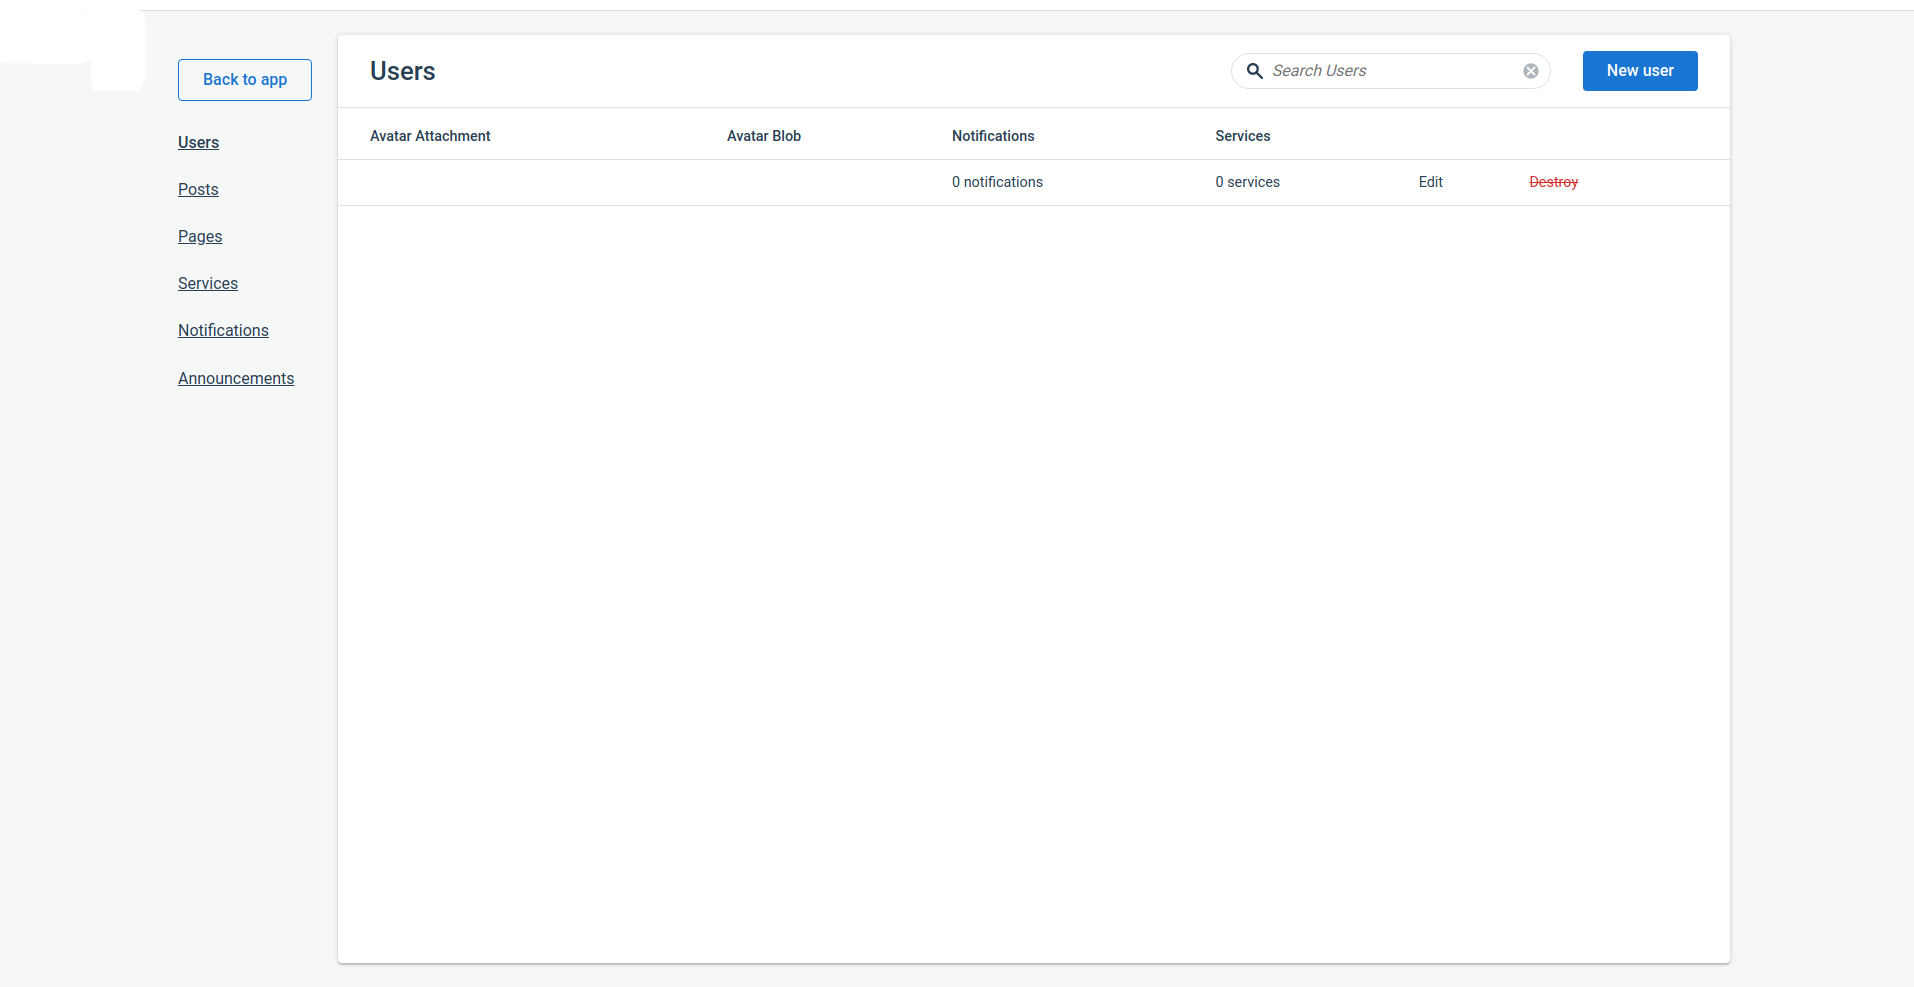 Back to app
Users
Posts
Pages
Services
Notifications
Announcements
Users
Search Users
New user
Avatar Attachment Avatar Blob Notifications Services
0 notifications 0 services Edit Destroy